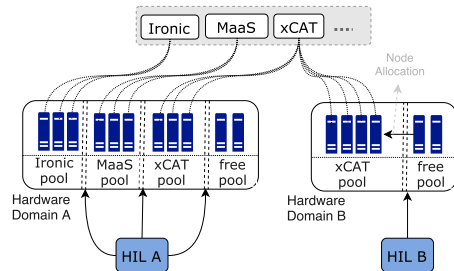 Ironic MaaS xCAT ....
Node
Allocation
Ironic
pool
MaaS
pool
xCAT
pool
free
pool
xCAT
pool
free
pool
Hardware
Domain A
Hardware
Domain B
HIL A
HIL B